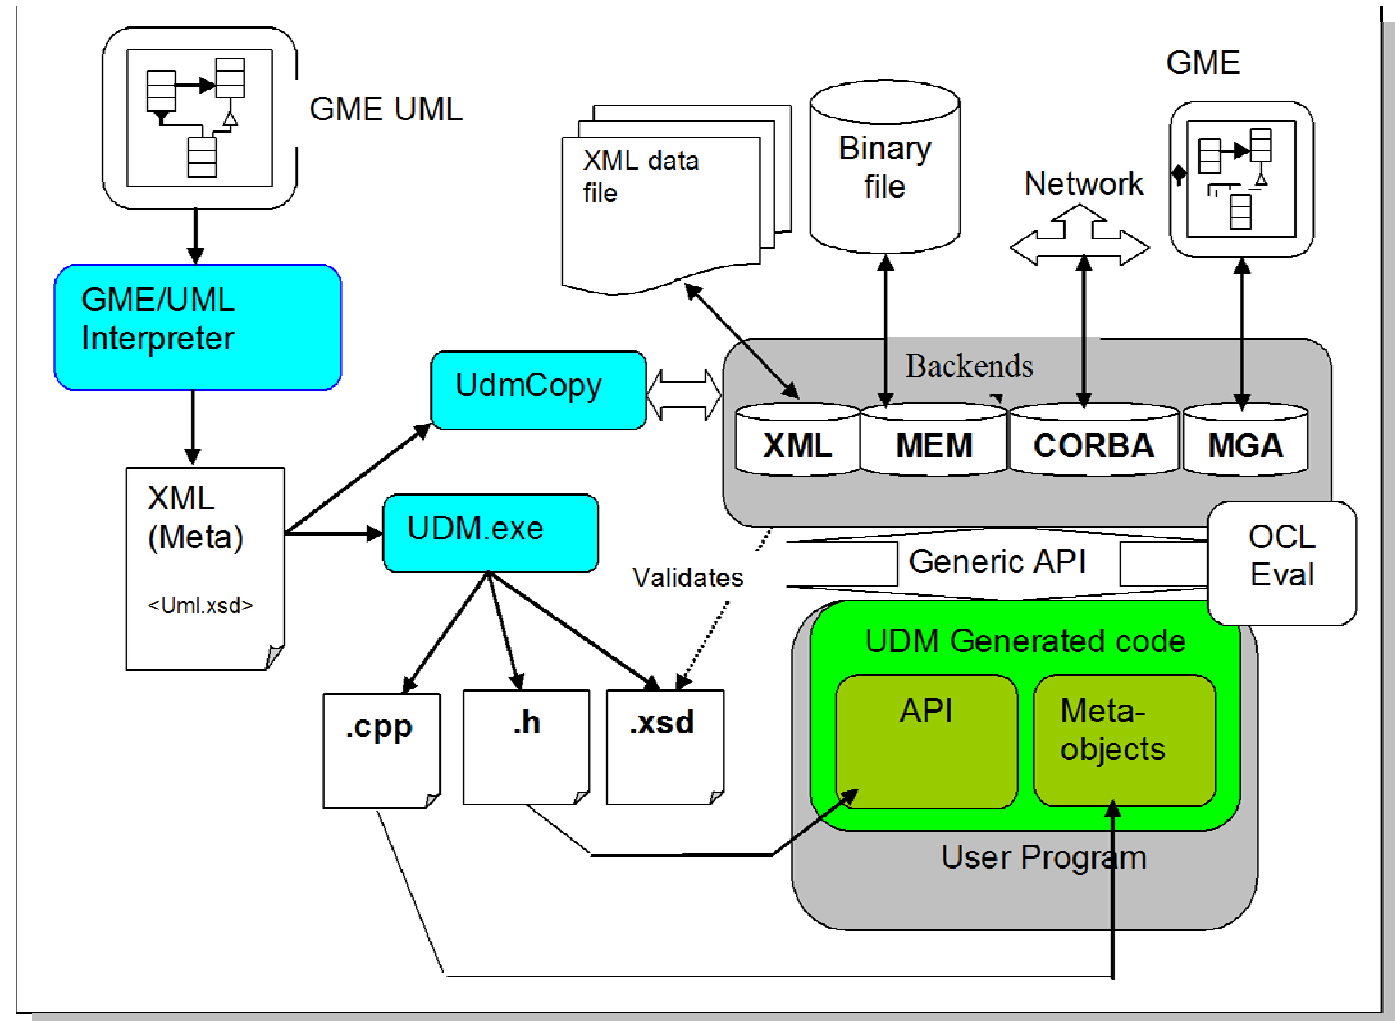 GME UML
GME
XML data
file
Binary
file
Network
GME/UML
Interpreter
UdmCopy
Backends
XML
MEM
CORBA
MGA
XML
(Meta)
<Uml.xsd>
UDM.exe
Validates
Generic API
OCL
Eval
UDM Generated code
API
Meta-
objects
.cpp
.h
.xsd
User Program